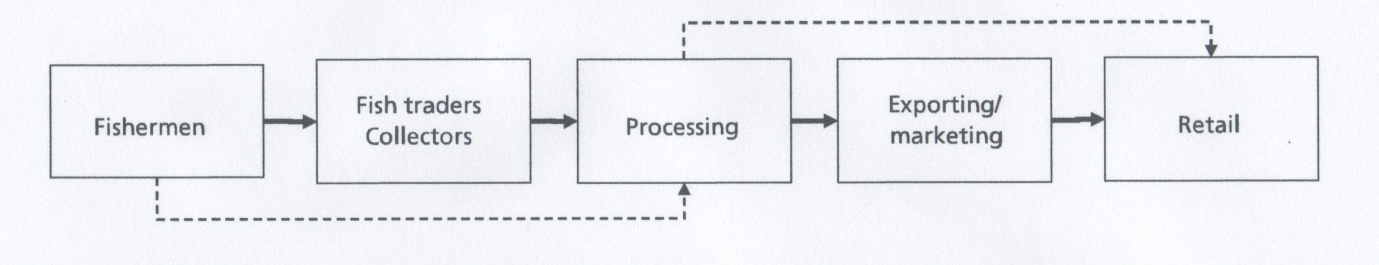 Fishermen
Fish traders
Collectors
Processing
Exporting/
marketing
Retail